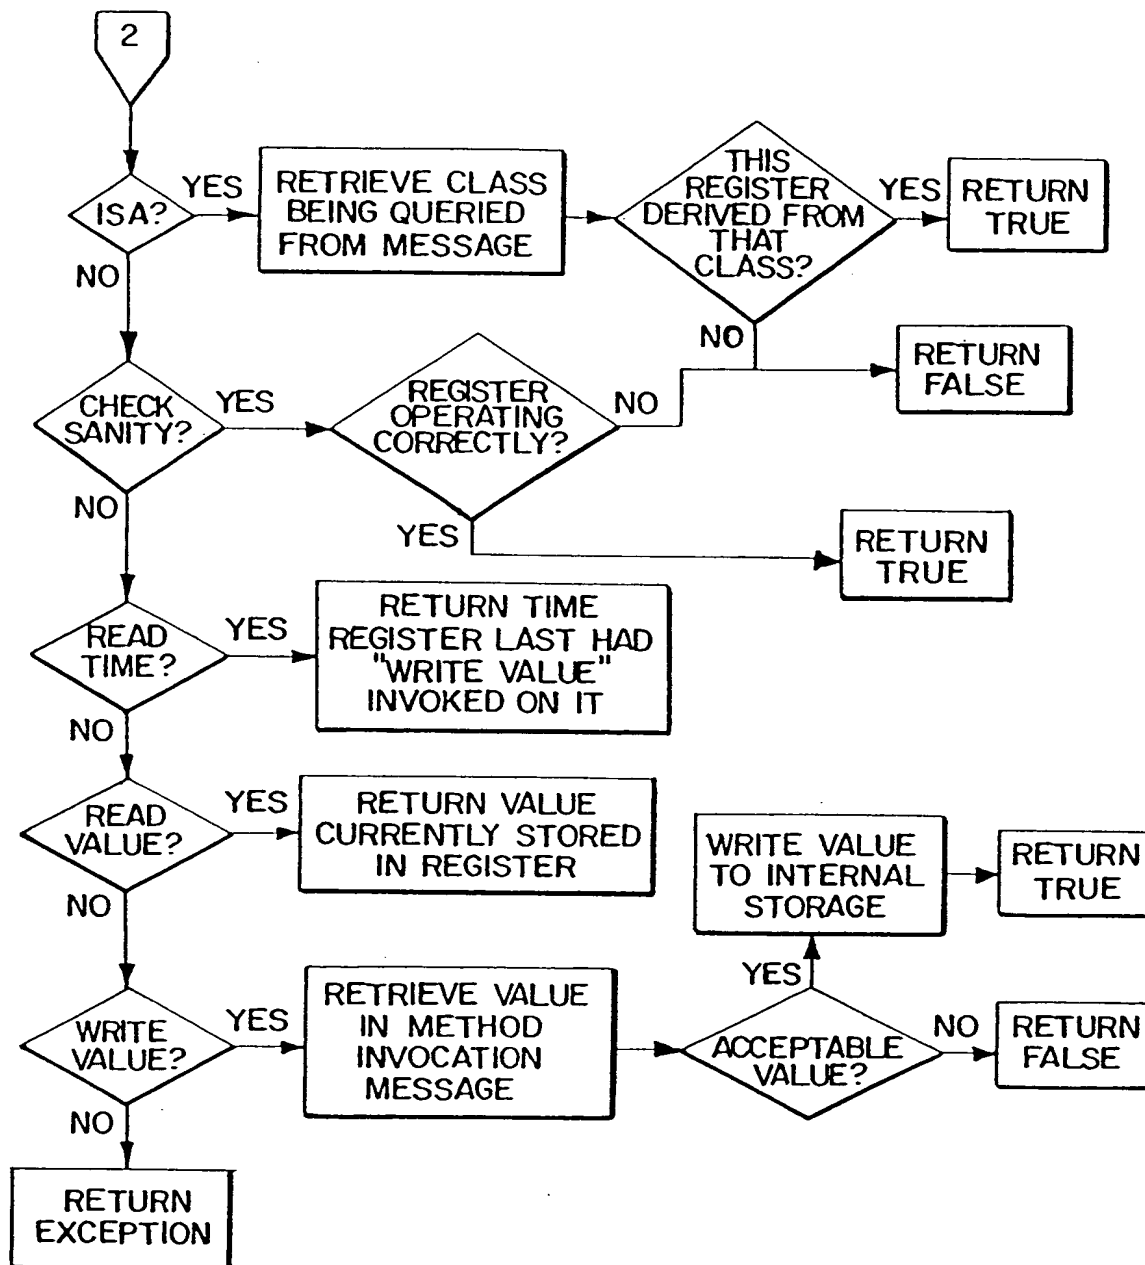 2
ISA?
YES
RETRIEVE CLASS
BEING QUERIED
FROM MESSAGE
THIS
REGISTER
DERIVED FROM
THAT
CLASS?
YES
RETURN
TRUE
NO
NO
RETURN
FALSE
CHECK
SANITY?
YES
REGISTER
OPERATING
CORRECTLY?
NO
YES
RETURN
TRUE
NO
READ
TIME?
YES
RETURN TIME
REGISTER LAST HAD
"WRITE VALUE"
INVOKED ON IT
NO
READ
VALUE?
YES
RETURN VALUE
CURRENTLY STORED
IN REGISTER
NO
WRITE
VALUE?
YES
RETRIEVE VALUE
IN METHOD
INVOCATION
MESSAGE
ACCEPTABLE
VALUE?
YES
WRITE VALUE
TO INTERNAL
STORAGE
RETURN
TRUE
NO
RETURN
FALSE
NO
RETURN
EXCEPTION